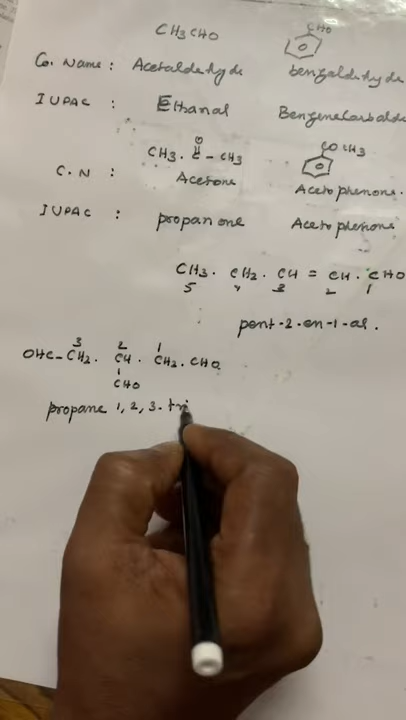 CH3CHO CHO
Co. Name : Acetaldehyde benzaldehyde
IUPAC : Ethanal Benzenecarbalde
O
CH3. C - CH3 COCH3
C.N : Acetone Acetophenone.
IUPAC : propanone Acetophenone
CH3. CH2. CH = CH. CHO
5 4 3 2 1
pent-2-en-1-al.
3 2 1
OHC-CH2. CH. CH2. CHO
CHO
propane 1, 2, 3-tri